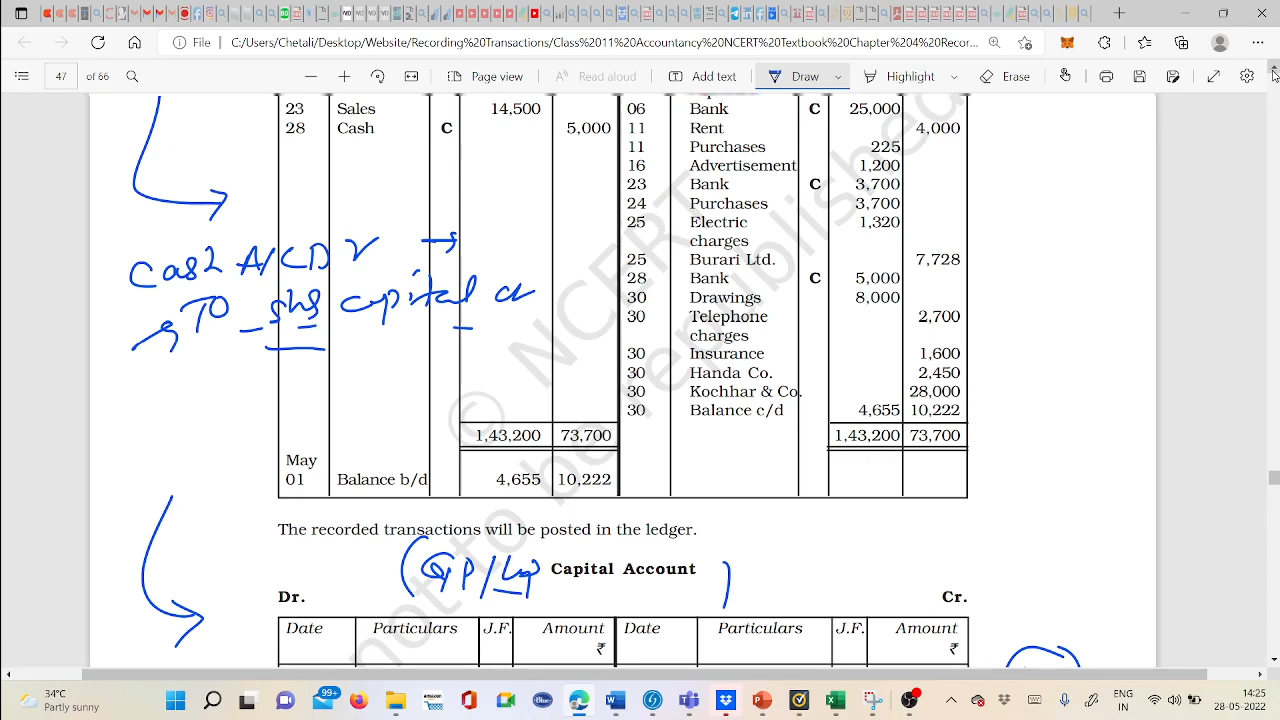 File C:/Users/Chetali/Desktop/Website/Recording%20Transactions/Class%2011%20Accountancy%20NCERT%20Textbook%20Chapter%204%20Recor...
47 of 66 Page view Read aloud Add text Draw Highlight Erase
23 Sales 14,500 06 Bank C 25,000
28 Cash C 5,000 11 Rent 4,000
11 Purchases 225
16 Advertisement 1,200
23 Bank C 3,700
24 Purchases 3,700
25 Electric 1,320
charges
25 Burari Ltd. 7,728
28 Bank C 5,000
30 Drawings 8,000
30 Telephone 2,700
charges
30 Insurance 1,600
30 Handa Co. 2,450
30 Kochhar & Co. 28,000
30 Balance c/d 4,655 10,222
1,43,200 73,700 1,43,200 73,700
May
01 Balance b/d 4,655 10,222
Cash A/C Dr
To capital
© NCERT
not to be republished
The recorded transactions will be posted in the ledger.
Capital Account
Dr. Cr.
Date Particulars J.F. Amount Date Particulars J.F. Amount
₹ ₹
34°C
Partly sunny
99+
ENG
IN
14:25
28-05-2022